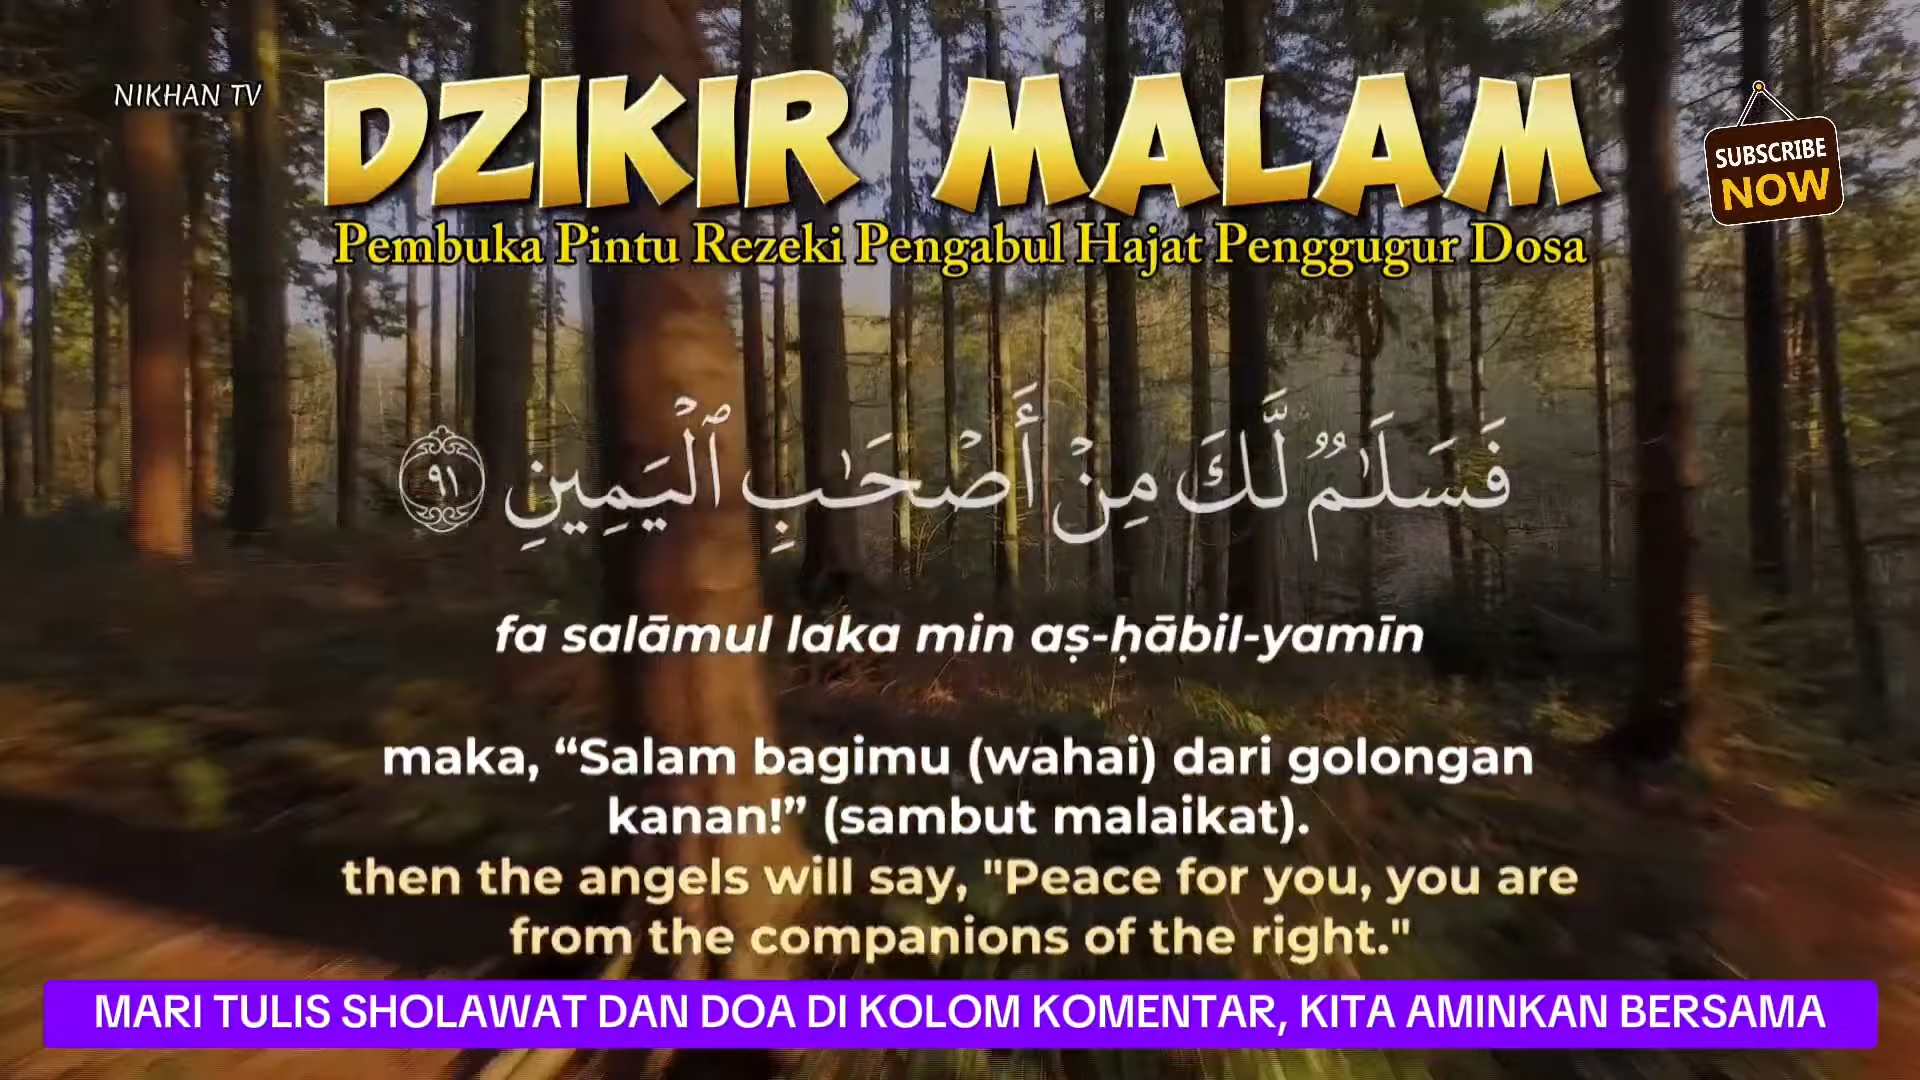 NIKHAN TV
DZIKIR MALAM
SUBSCRIBE
NOW
Pembuka Pintu Rezeki Pengabul Hajat Penggugur Dosa
فَسَلَٰمٌ لَّكَ مِنْ أَصْحَٰبِ ٱلْيَمِينِ ٩١
fa salāmul laka min aṣ-ḥābil-yamīn
maka, “Salam bagimu (wahai) dari golongan
kanan!” (sambut malaikat).
then the angels will say, "Peace for you, you are
from the companions of the right."
MARI TULIS SHOLAWAT DAN DOA DI KOLOM KOMENTAR, KITA AMINKAN BERSAMA